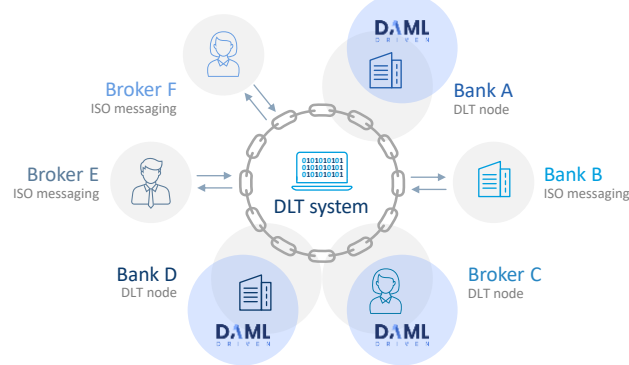 DAML
DRIVEN
Broker F
ISO messaging
Bank A
DLT node
0101010101
0101010101
0101010101
Broker E
ISO messaging
DLT system
Bank B
ISO messaging
Bank D
DLT node
Broker C
DLT node
DAML
DRIVEN
DAML
DRIVEN